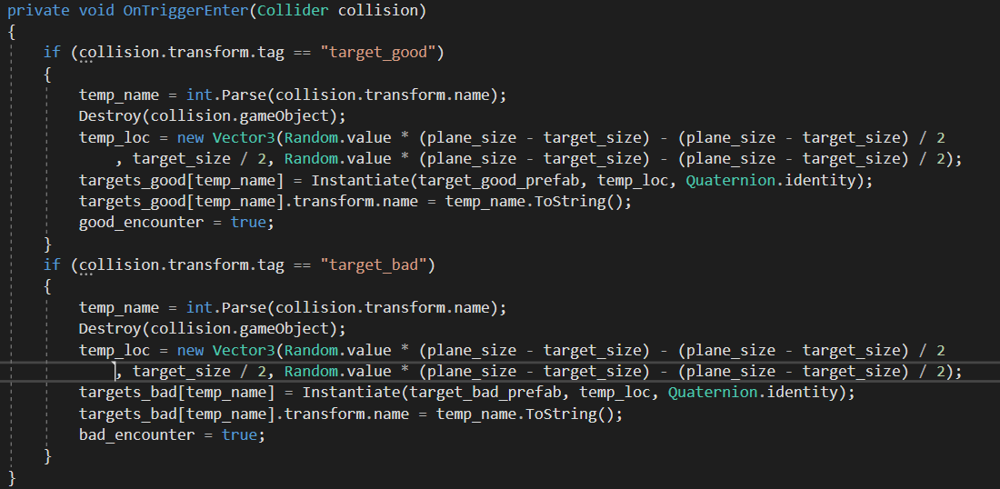 private void OnTriggerEnter(Collider collision)
{
if (collision.transform.tag == "target_good")
{
temp_name = int.Parse(collision.transform.name);
Destroy(collision.gameObject);
temp_loc = new Vector3(Random.value * (plane_size - target_size) - (plane_size - target_size) / 2
, target_size / 2, Random.value * (plane_size - target_size) - (plane_size - target_size) / 2);
targets_good[temp_name] = Instantiate(target_good_prefab, temp_loc, Quaternion.identity);
targets_good[temp_name].transform.name = temp_name.ToString();
good_encounter = true;
}
if (collision.transform.tag == "target_bad")
{
temp_name = int.Parse(collision.transform.name);
Destroy(collision.gameObject);
temp_loc = new Vector3(Random.value * (plane_size - target_size) - (plane_size - target_size) / 2
, target_size / 2, Random.value * (plane_size - target_size) - (plane_size - target_size) / 2);
targets_bad[temp_name] = Instantiate(target_bad_prefab, temp_loc, Quaternion.identity);
targets_bad[temp_name].transform.name = temp_name.ToString();
bad_encounter = true;
}
}